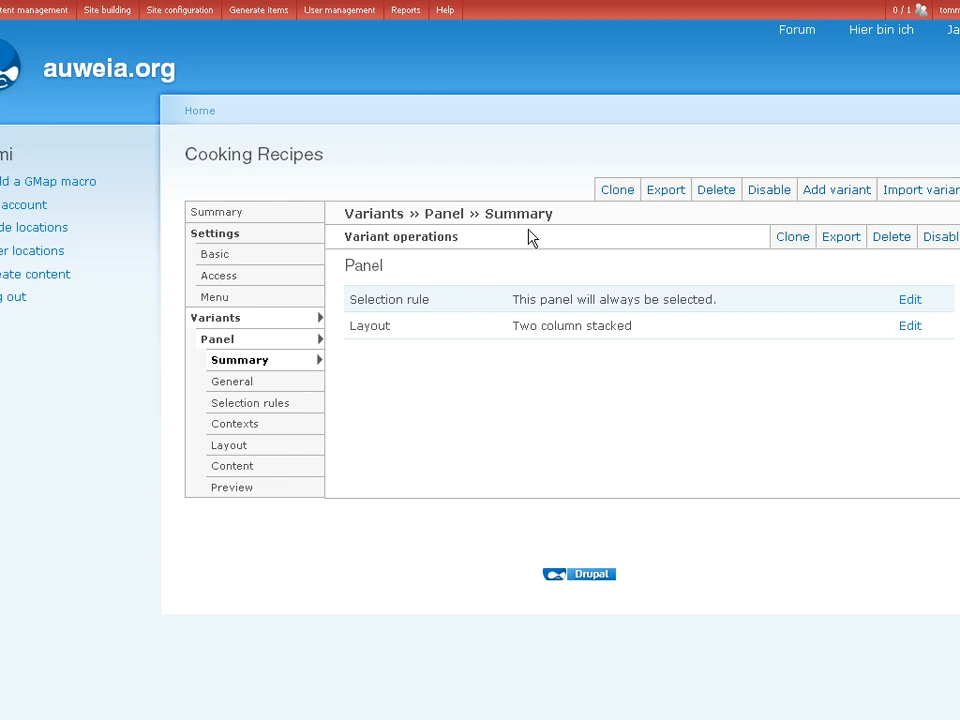 tent management Site building Site configuration Generate items User management Reports Help 0 / 1 tomm
Forum Hier bin ich Ja
auweia.org
Home
mi
Cooking Recipes
ld a GMap macro
account
de locations
er locations
eate content
g out
Clone Export Delete Disable Add variant Import varian
Summary
Settings
Basic
Access
Menu
Variants
Panel
Summary
General
Selection rules
Contexts
Layout
Content
Preview
Variants » Panel » Summary
Variant operations Clone Export Delete Disabl
Panel
Selection rule This panel will always be selected. Edit
Layout Two column stacked Edit
Drupal